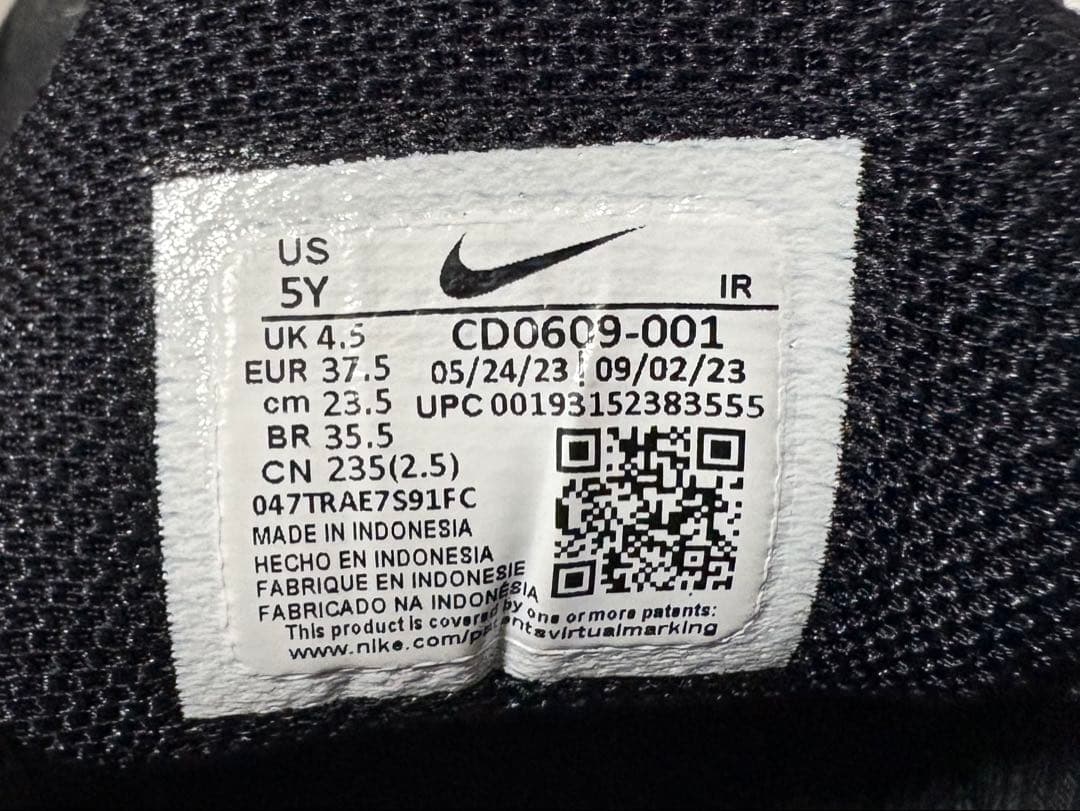 US
5Y
IR
UK 4.5
EUR 37.5
cm 23.5
BR 35.5
CN 235(2.5)
CD0609-001
05/24/23 | 09/02/23
UPC 00193152383555
047TRAE7S91FC
MADE IN INDONESIA
HECHO EN INDONESIA
FABRIQUE EN INDONESIE
FABRICADO NA INDONÉSIA
This product is covered by one or more patents:
www.nike.com/patentsvirtualmarking